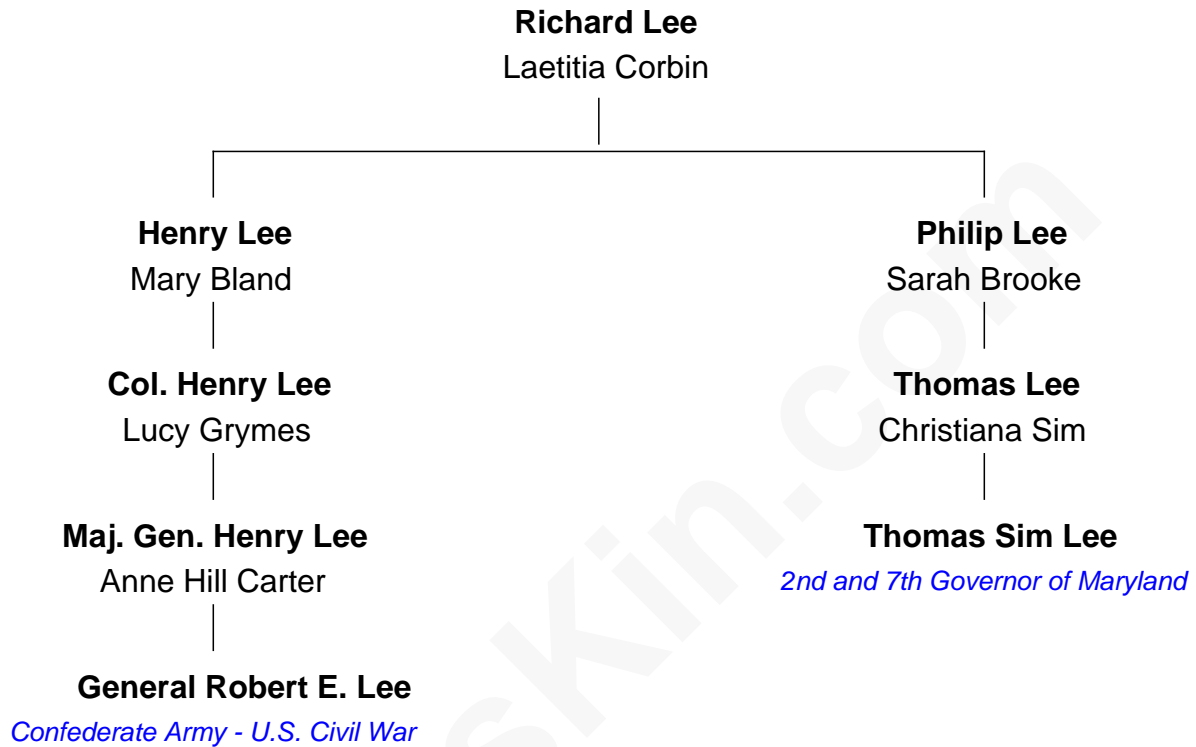 Richard Lee
Laetitia Corbin
Henry Lee
Mary Bland
Philip Lee
Sarah Brooke
Col. Henry Lee
Lucy Grymes
Thomas Lee
Christiana Sim
Maj. Gen. Henry Lee
Anne Hill Carter
Thomas Sim Lee
2nd and 7th Governor of Maryland
General Robert E. Lee
Confederate Army - U.S. Civil War
sKin.com